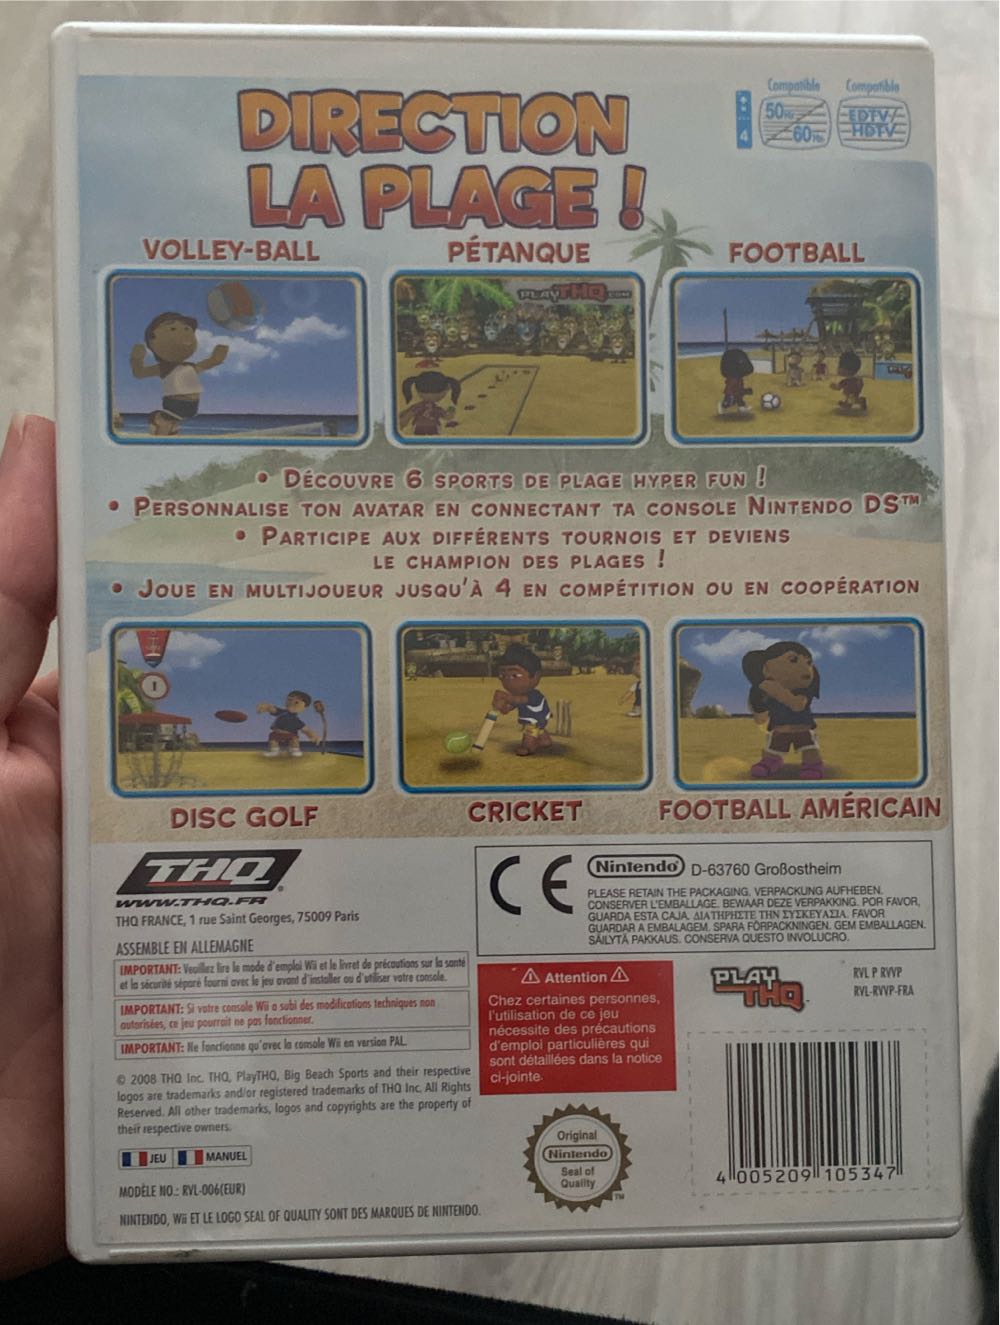 DIRECTION
LA PLAGE !
Compatible
50Hz
60Hz
Compatible
EDTV/
HDTV
4
VOLLEY-BALL
PÉTANQUE
FOOTBALL
PLAYTHQ.COM
• DÉCOUVRE 6 SPORTS DE PLAGE HYPER FUN !
• PERSONNALISE TON AVATAR EN CONNECTANT TA CONSOLE NINTENDO DS™
• PARTICIPE AUX DIFFÉRENTS TOURNOIS ET DEVIENS
LE CHAMPION DES PLAGES !
• JOUE EN MULTIJOUEUR JUSQU'À 4 EN COMPÉTITION OU EN COOPÉRATION
DISC GOLF
CRICKET
FOOTBALL AMÉRICAIN
THQ®
WWW.THQ.FR
THQ FRANCE, 1 rue Saint Georges, 75009 Paris
ASSEMBLE EN ALLEMAGNE
IMPORTANT: Veuillez lire le mode d'emploi Wii et le livret de précautions sur la santé
et la sécurité séparé fourni avec le jeu avant d'installer ou d'utiliser votre console.
IMPORTANT: Si votre console Wii a subi des modifications techniques non
autorisées, ce jeu pourrait ne pas fonctionner.
IMPORTANT: Ne fonctionne qu'avec la console Wii en version PAL.
© 2008 THQ Inc. THQ, PlayTHQ, Big Beach Sports and their respective
logos are trademarks and/or registered trademarks of THQ Inc. All Rights
Reserved. All other trademarks, logos and copyrights are the property of
their respective owners.
JEU
MANUEL
MODÈLE NO.: RVL-006(EUR)
NINTENDO, Wii ET LE LOGO SEAL OF QUALITY SONT DES MARQUES DE NINTENDO.
CE
Nintendo D-63760 Großostheim
PLEASE RETAIN THE PACKAGING. VERPACKUNG AUFHEBEN.
CONSERVER L'EMBALLAGE. BEWAAR DEZE VERPAKKING. POR FAVOR,
GUARDA ESTA CAJA. ΔΙΑΤΗΡΗΣΤΕ ΤΗΝ ΣΥΣΚΕΥΑΣΙΑ. FAVOR
GUARDAR A EMBALAGEM. SPARA FÖRPACKNINGEN. GEM EMBALLAGEN.
SÄILYTÄ PAKKAUS. CONSERVA QUESTO INVOLUCRO.
Attention
Chez certaines personnes,
l'utilisation de ce jeu
nécessite des précautions
d'emploi particulières qui
sont détaillées dans la notice
ci-jointe.
PLAY
THQ
RVL P RVVP
RVL-RVVP-FRA
Original
Nintendo
Seal of
Quality
™
4 005209 105347